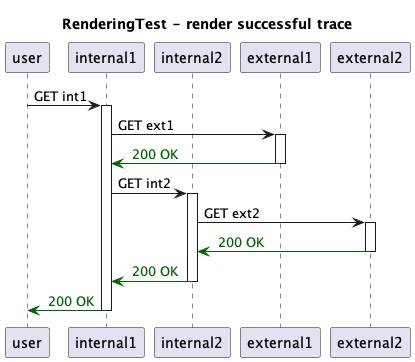 RenderingTest - render successful trace
user internal1 internal2 external1 external2
GET int1
GET ext1
200 OK
GET int2
GET ext2
200 OK
200 OK
200 OK
user internal1 internal2 external1 external2